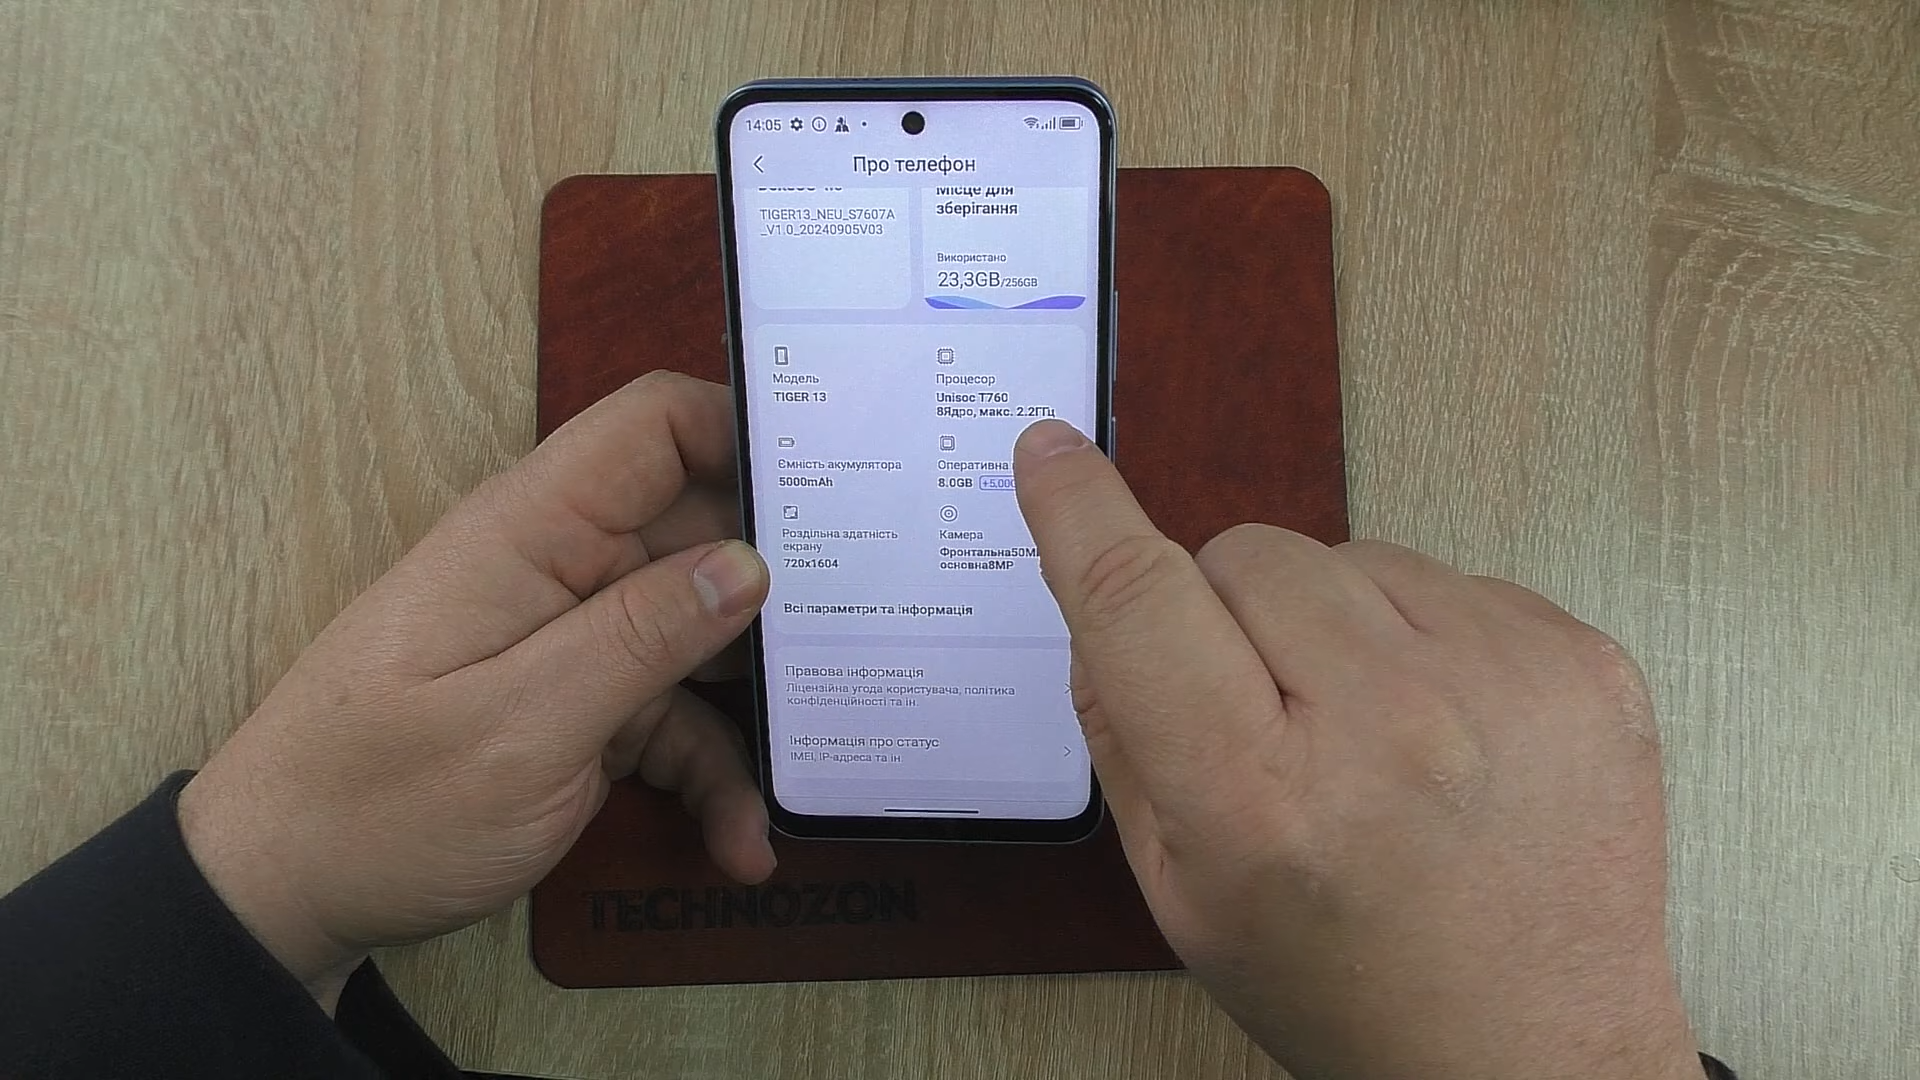 14:05
Про телефон
TIGER13_NEU_S7607A
_V1.0_20240905V03
Місце для
зберігання
Використано
23,3GB/256GB
Модель
TIGER 13
Процесор
Unisoc T760
8Ядро, макс. 2.2ГГц
Ємність акумулятора
5000mAh
Оперативна
8.0GB
Роздільна здатність
екрану
720x1604
Камера
основна8MP
Всі параметри та інформація
Правова інформація
Ліцензійна угода користувача, політика
конфіденційності та ін.
Інформація про статус
IMEI, IP-адреса та ін
TECHNOZON